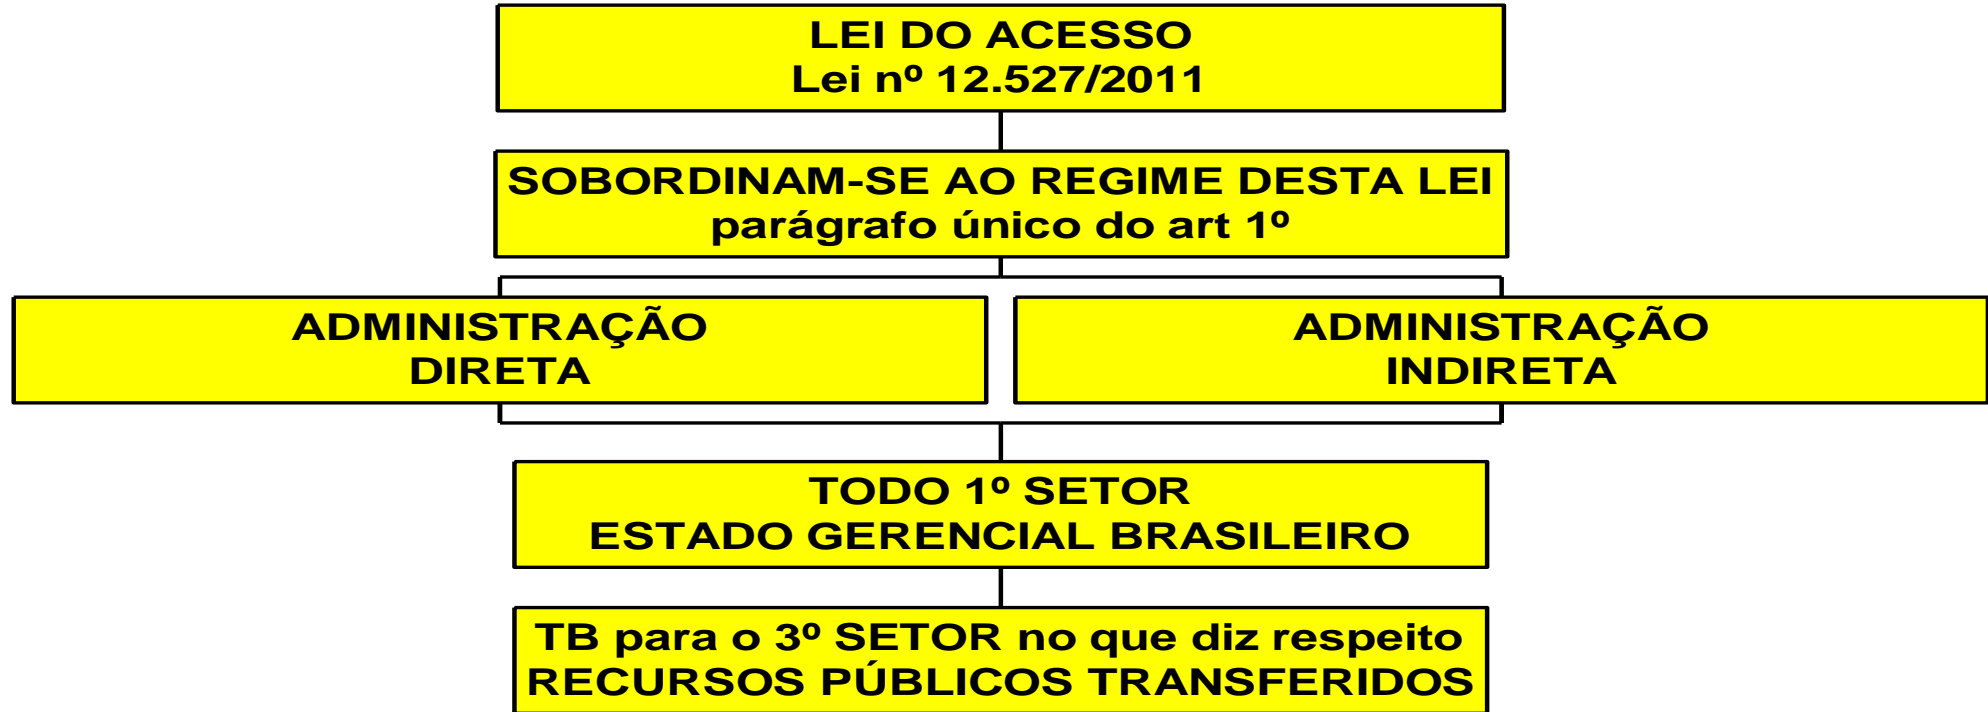 LEI DO ACESSO
Lei nº 12.527/2011
SOBORDINAM-SE AO REGIME DESTA LEI
parágrafo único do art 1º
ADMINISTRAÇÃO
DIRETA
ADMINISTRAÇÃO
INDIRETA
TODO 1º SETOR
ESTADO GERENCIAL BRASILEIRO
TB para o 3º SETOR no que diz respeito
RECURSOS PÚBLICOS TRANSFERIDOS